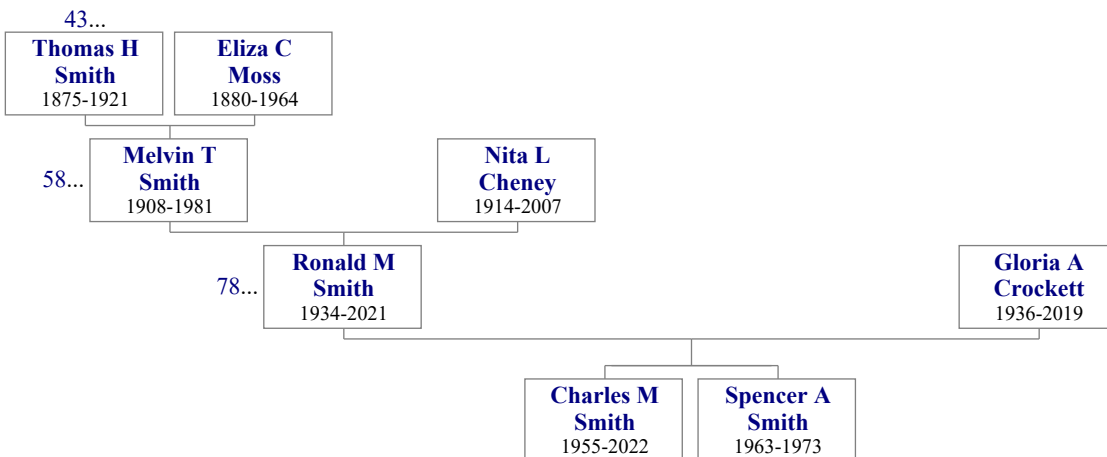 43...
Thomas H
Smith
1875-1921
Eliza C
Moss
1880-1964
58...
Melvin T
Smith
1908-1981
Nita L
Cheney
1914-2007
78...
Ronald M
Smith
1934-2021
Gloria A
Crockett
1936-2019
Charles M
Smith
1955-2022
Spencer A
Smith
1963-1973